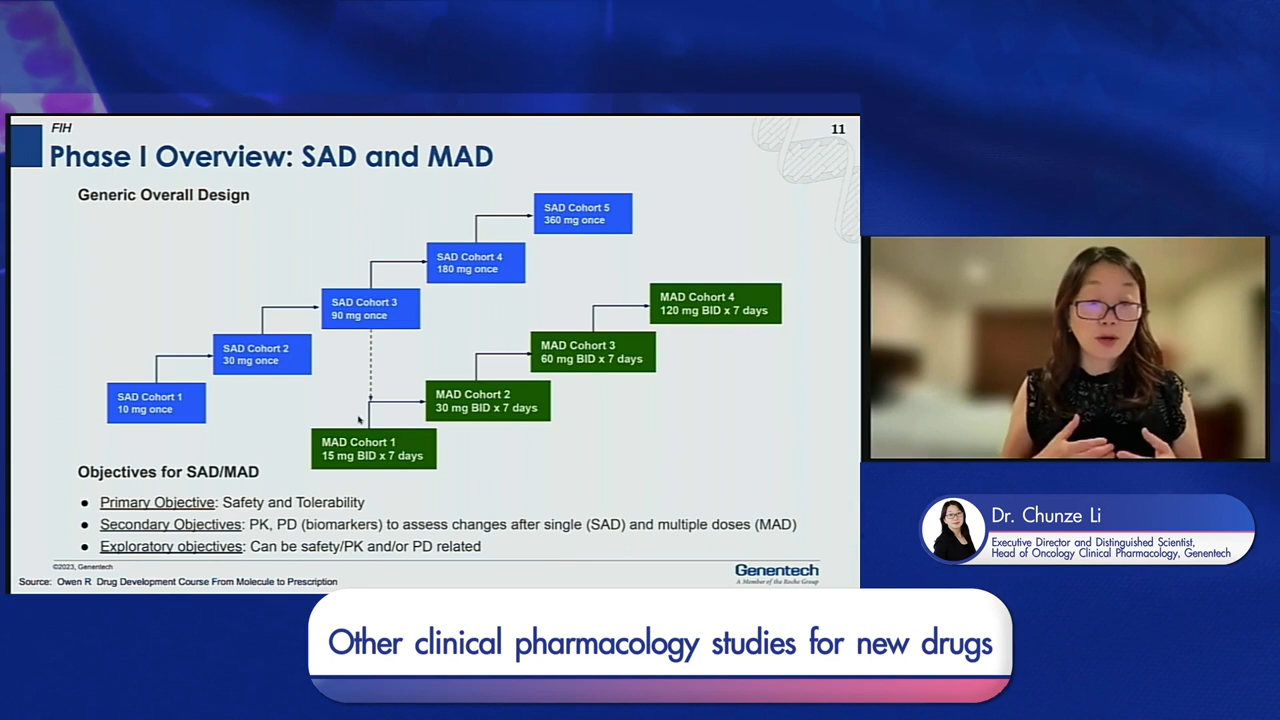 FIH
11
Phase I Overview: SAD and MAD
Generic Overall Design
SAD Cohort 5
360 mg once
SAD Cohort 4
180 mg once
SAD Cohort 3
90 mg once
SAD Cohort 2
30 mg once
SAD Cohort 1
10 mg once
MAD Cohort 4
120 mg BID x 7 days
MAD Cohort 3
60 mg BID x 7 days
MAD Cohort 2
30 mg BID x 7 days
MAD Cohort 1
15 mg BID x 7 days
Objectives for SAD/MAD
● Primary Objective: Safety and Tolerability
● Secondary Objectives: PK, PD (biomarkers) to assess changes after single (SAD) and multiple doses (MAD)
● Exploratory objectives: Can be safety/PK and/or PD related
©2023, Genentech
Source: Owen R Drug Development Course From Molecule to Prescription
Genentech
A Member of the Roche Group
Dr. Chunze Li
Executive Director and Distinguished Scientist,
Head of Oncology Clinical Pharmacology, Genentech
Other clinical pharmacology studies for new drugs